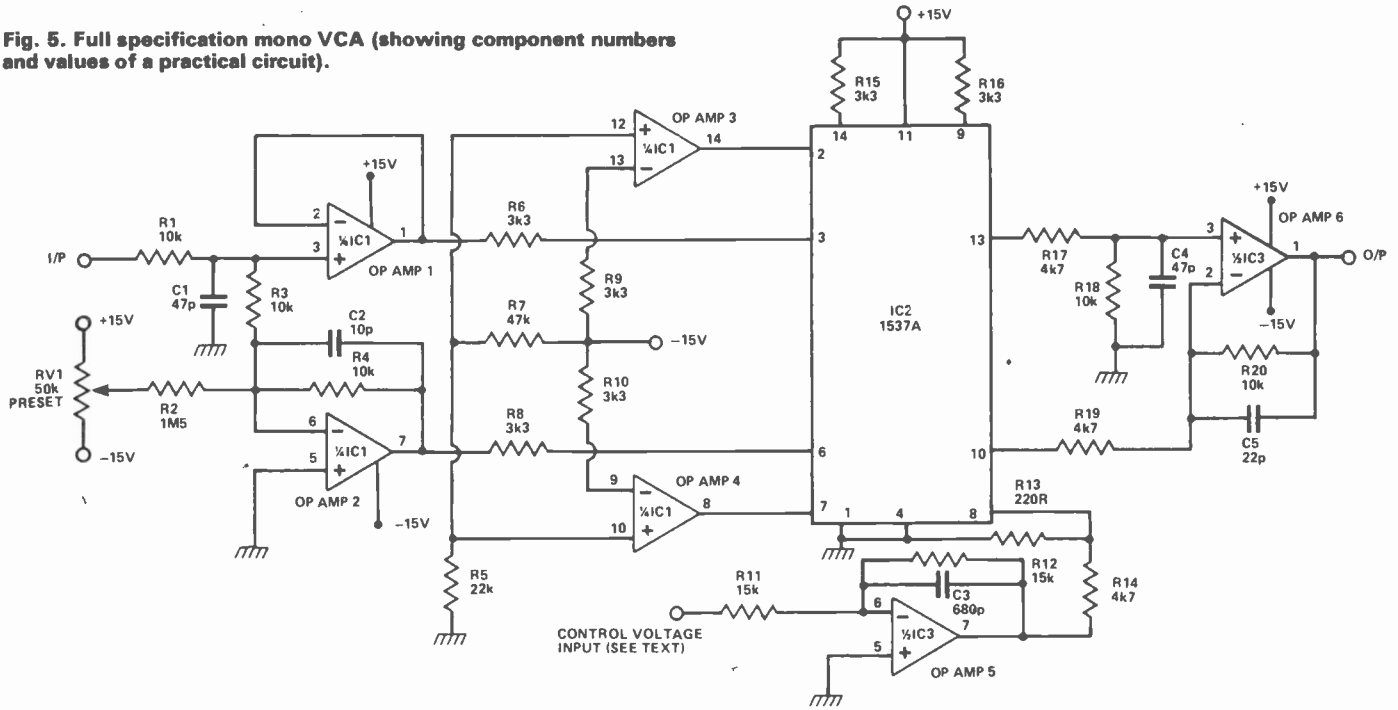 Fig. 5. Full specification mono VCA (showing component numbers
and values of a practical circuit).
+15V
R15
3k3
R16
3k3
14
11
9
OP AMP 3
12
+
¼IC1
13
−
14
2
+15V
2
−
¼IC1
1
3
+
OP AMP 1
R1
10k
I/P
C1
47p
R3
10k
C2
10p
R4
10k
+15V
RV1
50k
PRESET
−15V
R2
1M5
6
−
¼IC1
7
5
+
OP AMP 2
−15V
R6
3k3
3
R7
47k
R9
3k3
−15V
R10
3k3
R8
3k3
6
OP AMP 4
9
−
¼IC1
8
10
+
7
R5
22k
IC2
1537A
1
4
8
13
R17
4k7
R18
10k
C4
47p
+15V
OP AMP 6
3
+
½IC3
1
2
−
−15V
O/P
R20
10k
C5
22p
R19
4k7
10
R13
220R
R12
15k
R14
4k7
C3
680p
R11
15k
CONTROL VOLTAGE
INPUT (SEE TEXT)
6
−
½IC3
7
5
+
OP AMP 5